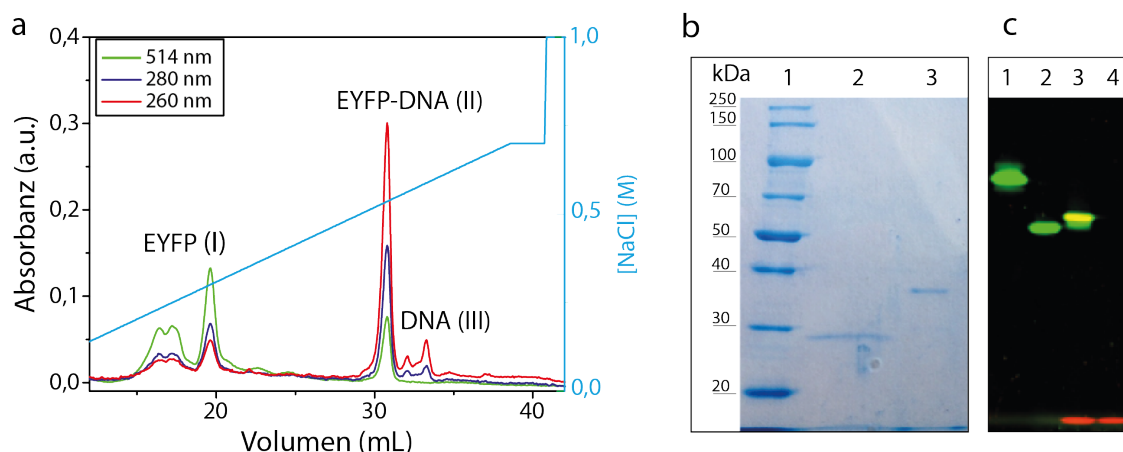 a
0,4
0,3
0,2
0,1
0,0
Absorbanz (a.u.)
514 nm
280 nm
260 nm
EYFP (I)
EYFP-DNA (II)
DNA (III)
20
30
40
Volumen (mL)
1,0
0,5
0,0
[NaCl] (M)
b
kDa 1 2 3
250
150
100
70
50
40
30
20
c
1 2 3 4